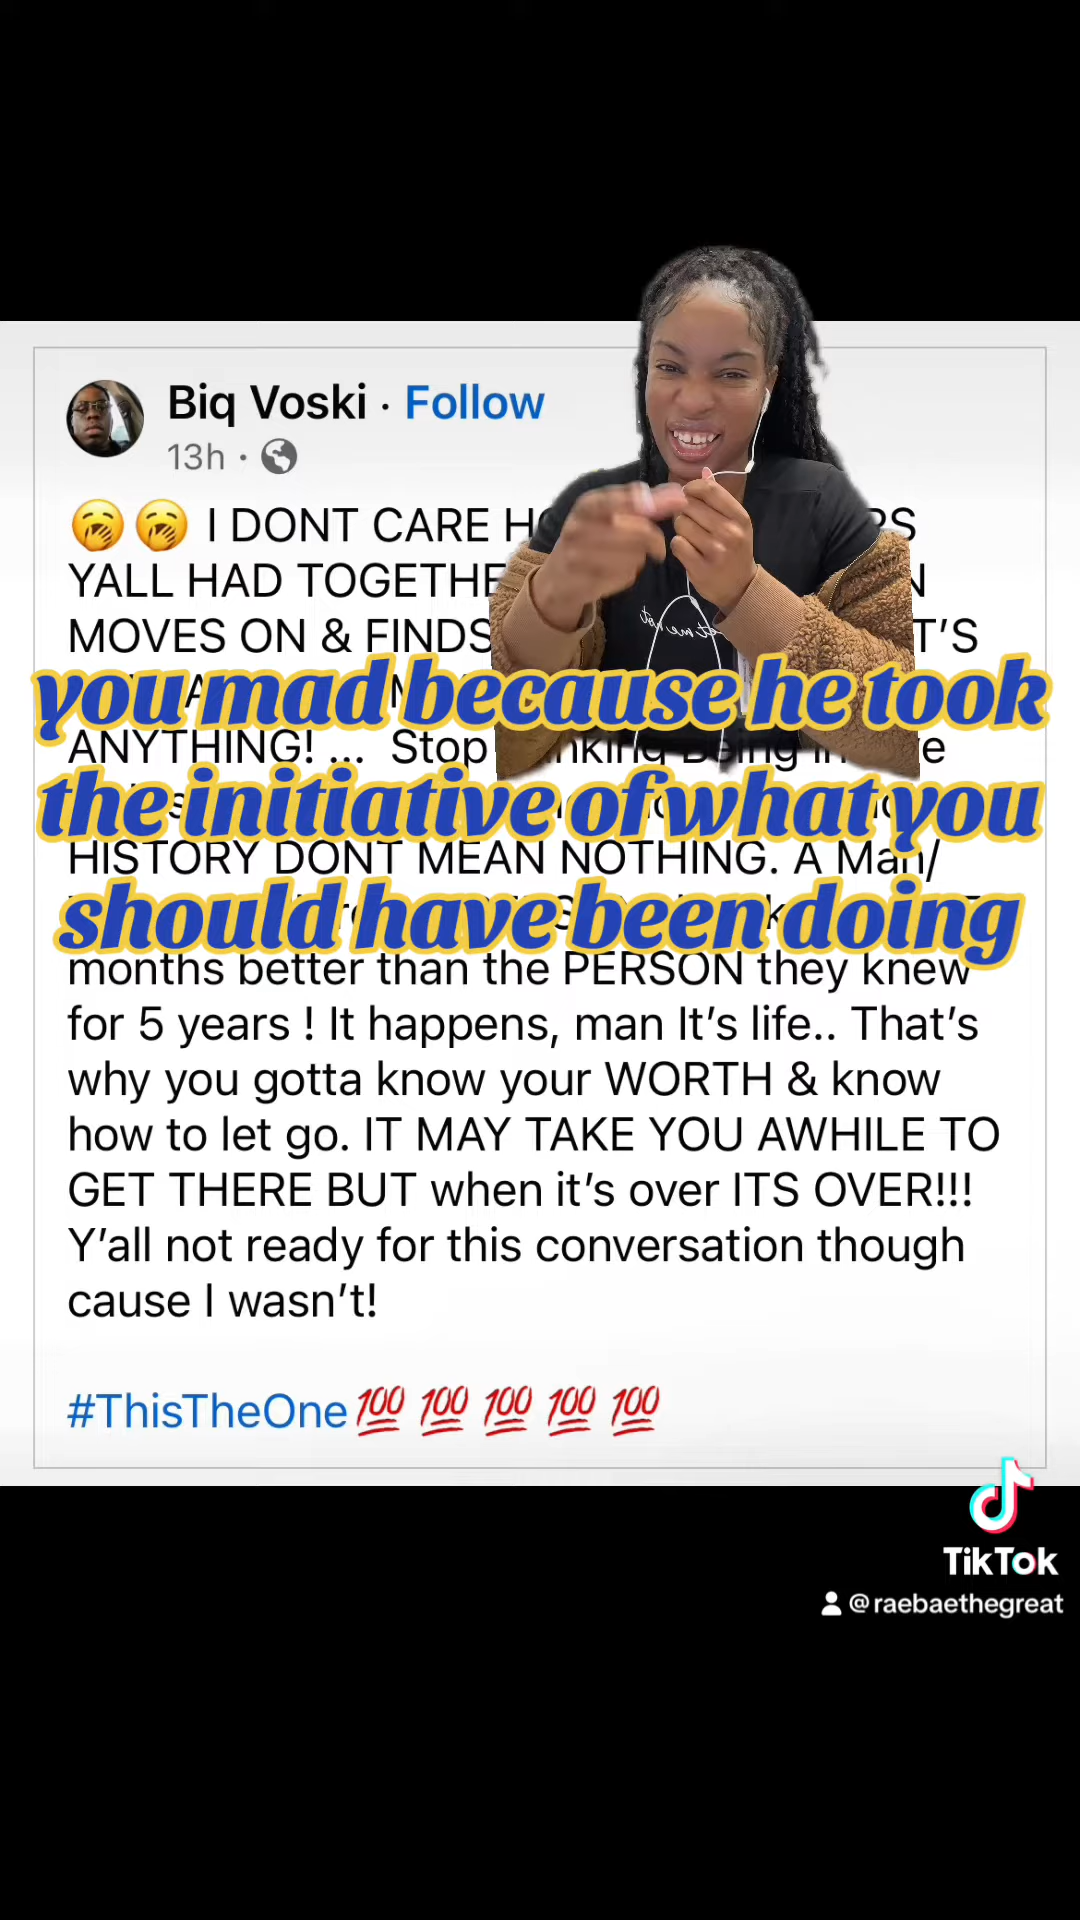 Biq Voski · Follow
13h ·
I DONT CARE
YALL HAD
MOVES ON & FINDS T'S
you mad because he took
ANYTHING! ... Stop Being
the initiative of what you
HISTORY DONT MEAN NOTHING. A Man/
should have been doing
months better than the PERSON they knew
for 5 years ! It happens, man It's life.. That's
why you gotta know your WORTH & know
how to let go. IT MAY TAKE YOU AWHILE TO
GET THERE BUT when it's over ITS OVER!!!
Y'all not ready for this conversation though
cause I wasn't!
#ThisTheOne💯💯💯💯💯
TikTok
@raebaethegreat